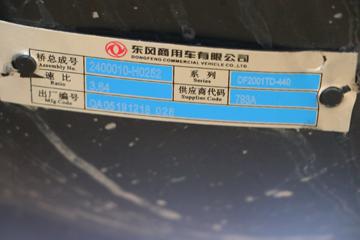 东风商用车有限公司
DONGFENG COMMERCIAL VEHICLE CO., LTD
桥总成号 2400010-H0252 系列 DF2001TD-440
Assembly No. Series
速比 3.54 供应商代码 793A
Ratio Supplier Code
出厂编号 QA05191218 028
Mfg Code